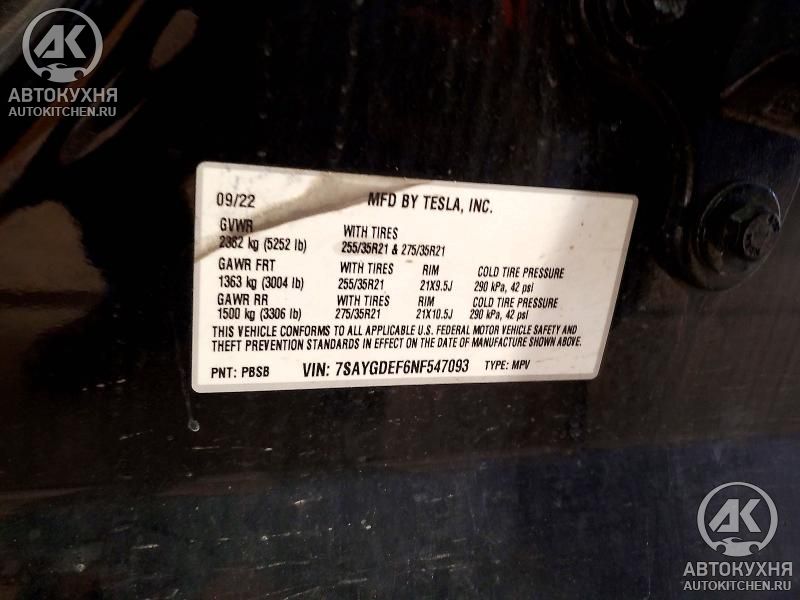 АК
АВТОКУХНЯ
AUTOKITCHEN.RU
09/22 MFD BY TESLA, INC.
GVWR WITH TIRES
2382 kg (5252 lb) 255/35R21 & 275/35R21
GAWR FRT WITH TIRES RIM COLD TIRE PRESSURE
1363 kg (3004 lb) 255/35R21 21X9.5J 290 kPa, 42 psi
GAWR RR WITH TIRES RIM COLD TIRE PRESSURE
1500 kg (3306 lb) 275/35R21 21X10.5J 290 kPa, 42 psi
THIS VEHICLE CONFORMS TO ALL APPLICABLE U.S. FEDERAL MOTOR VEHICLE SAFETY AND
THEFT PREVENTION STANDARDS IN EFFECT ON THE DATE OF MANUFACTURE SHOWN ABOVE.
PNT: PBSB VIN: 7SAYGDEF6NF547093 TYPE: MPV
АК
АВТОКУХНЯ
AUTOKITCHEN.RU